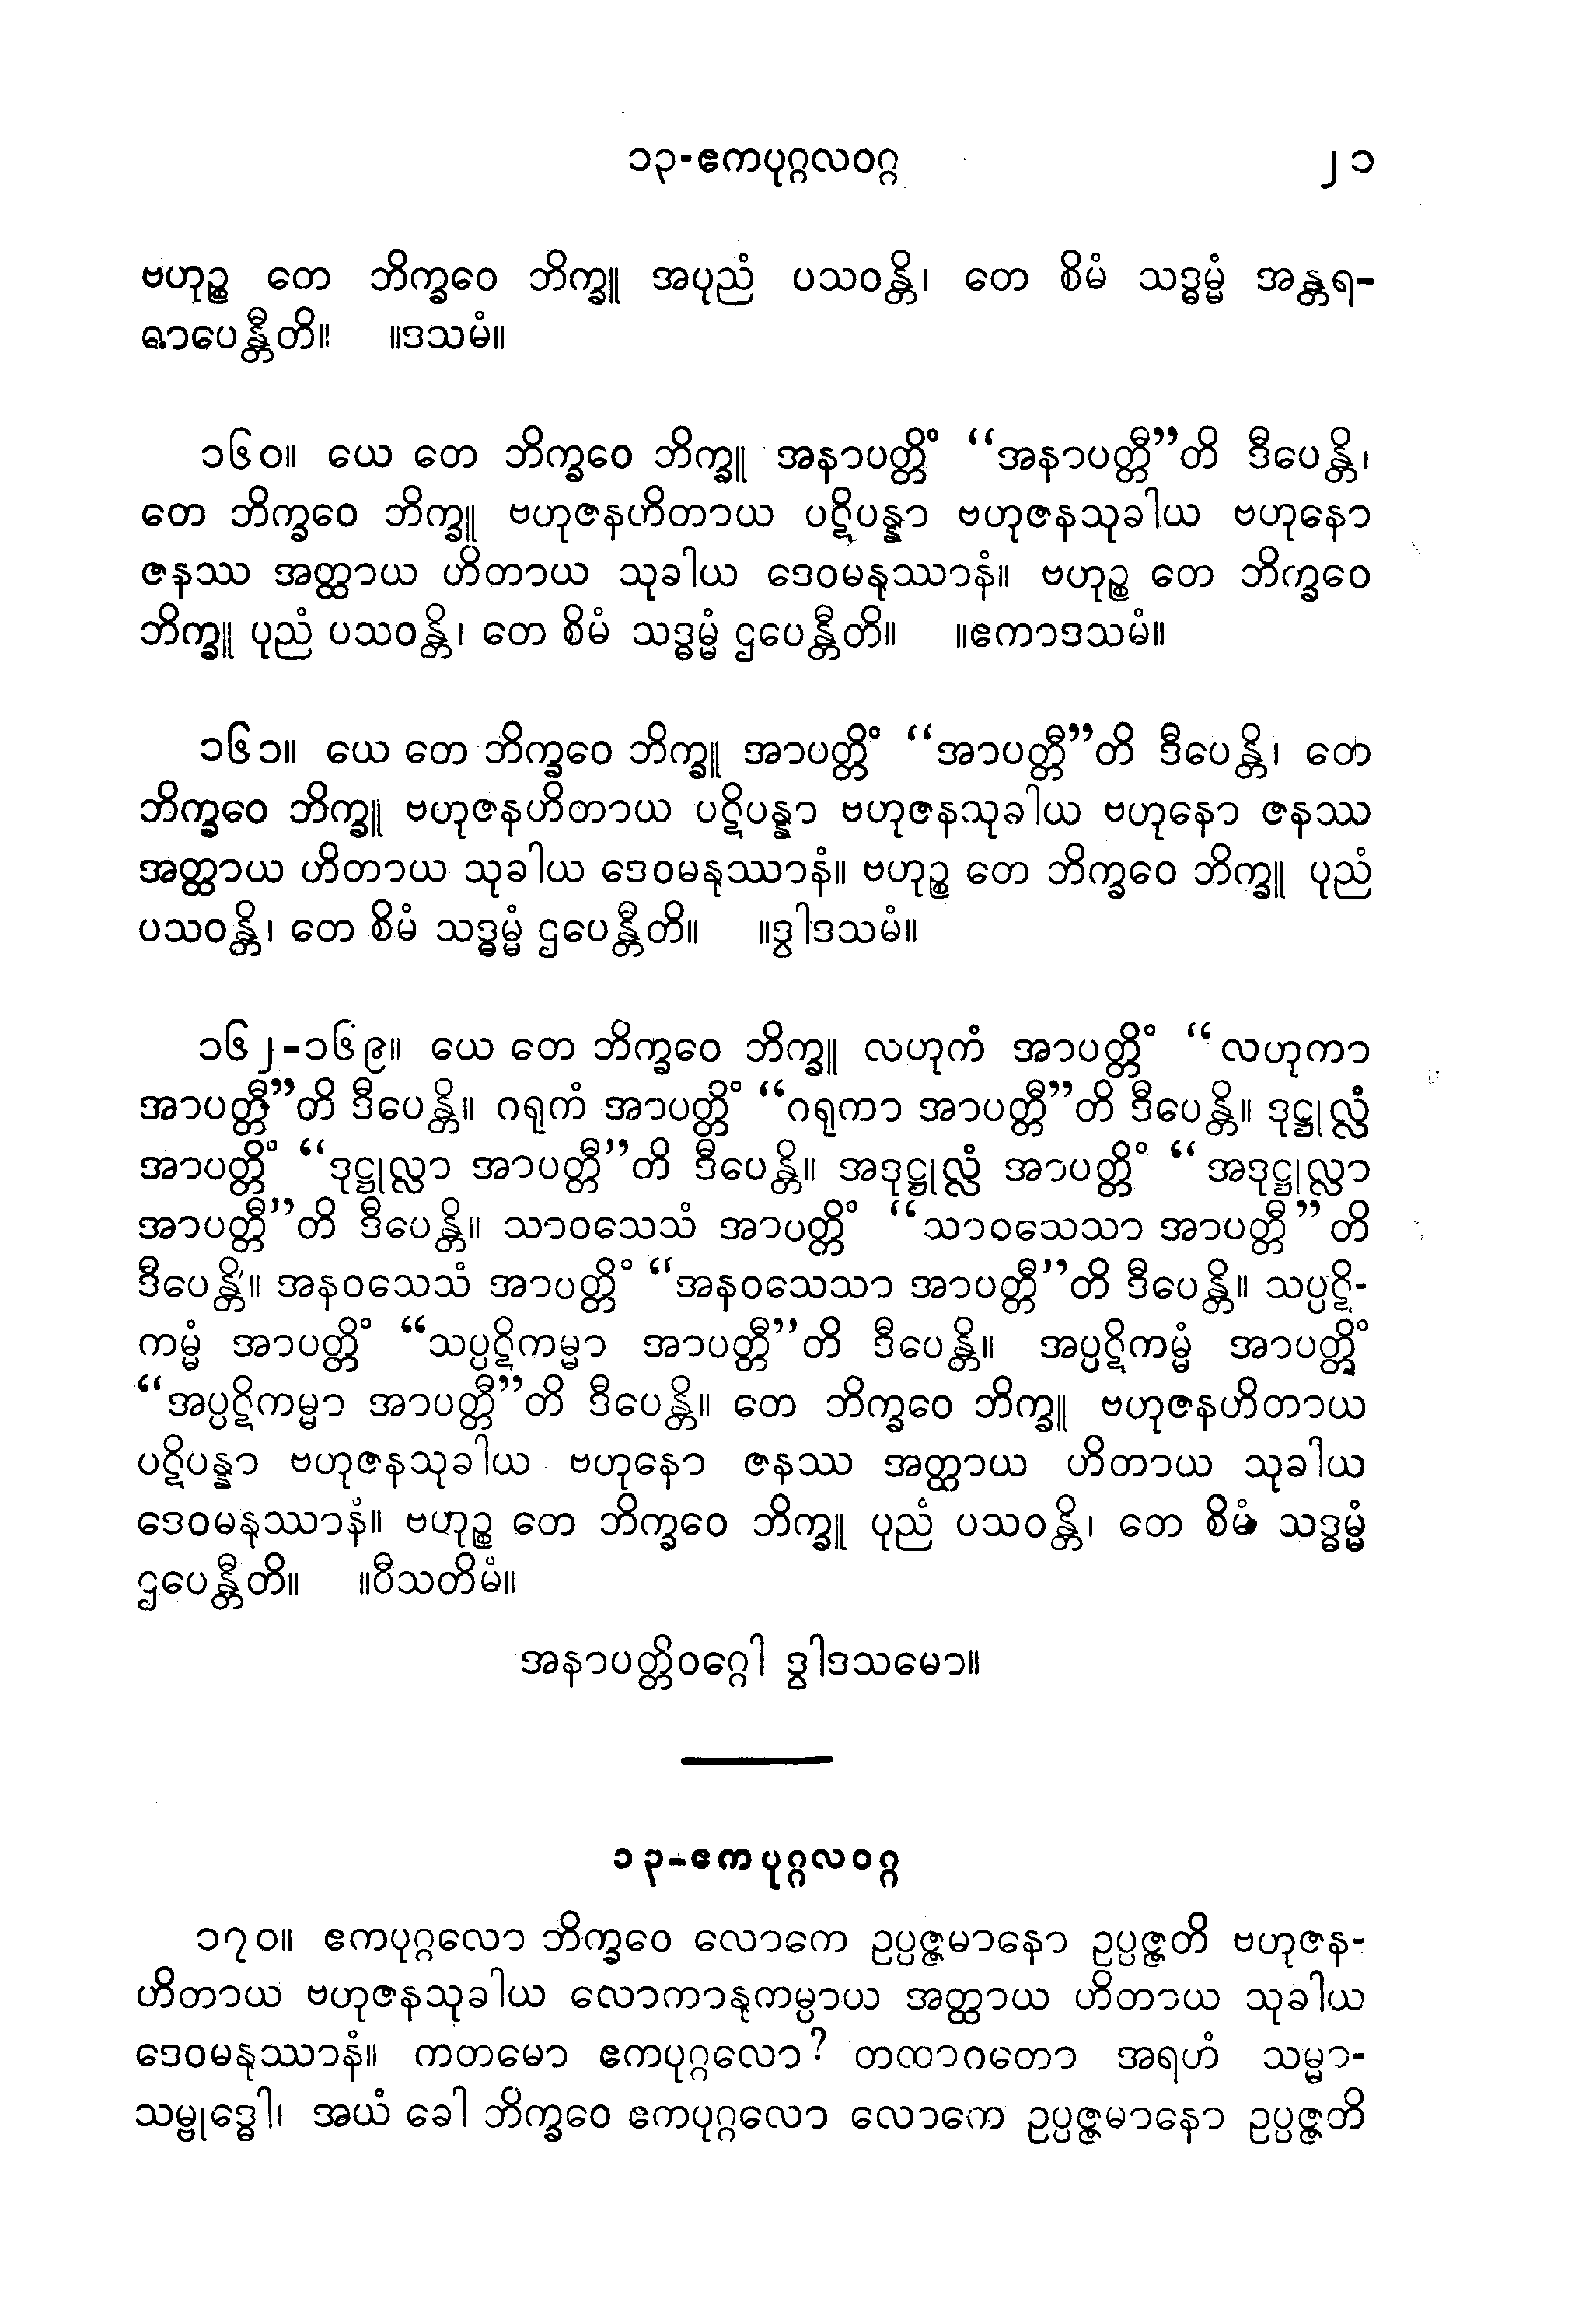 ၁၃-ဧကပုဂ္ဂလဝဂ္ဂ ၂၁
ဗဟုဉ္စ တေ ဘိက္ခဝေ ဘိက္ခူ အပုညံ ပသဝန္တိ၊ တေ စိမံ သဒ္ဓမ္မံ အန္တရ-
ဓာပေန္တီတိ။ ။ဒသမံ။
၁၆၀။ ယေ တေ ဘိက္ခဝေ ဘိက္ခူ အနာပတ္တိံ “အနာပတ္တီ”တိ ဒီပေန္တိ၊
တေ ဘိက္ခဝေ ဘိက္ခူ ဗဟုဇနဟိတာယ ပဋိပန္နာ ဗဟုဇနသုခါယ ဗဟုနော
ဇနဿ အတ္ထာယ ဟိတာယ သုခါယ ဒေဝမနုဿာနံ။ ဗဟုဉ္စ တေ ဘိက္ခဝေ
ဘိက္ခူ ပုညံ ပသဝန္တိ၊ တေ စိမံ သဒ္ဓမ္မံ ဌပေန္တီတိ။ ။ဧကာဒသမံ။
၁၆၁။ ယေ တေ ဘိက္ခဝေ ဘိက္ခူ အာပတ္တိံ “အာပတ္တီ”တိ ဒီပေန္တိ၊ တေ
ဘိက္ခဝေ ဘိက္ခူ ဗဟုဇနဟိတာယ ပဋိပန္နာ ဗဟုဇနသုခါယ ဗဟုနော ဇနဿ
အတ္ထာယ ဟိတာယ သုခါယ ဒေဝမနုဿာနံ။ ဗဟုဉ္စ တေ ဘိက္ခဝေ ဘိက္ခူ ပုညံ
ပသဝန္တိ၊ တေ စိမံ သဒ္ဓမ္မံ ဌပေန္တီတိ။ ။ဒွါဒသမံ။
၁၆၂-၁၆၉။ ယေ တေ ဘိက္ခဝေ ဘိက္ခူ လဟုကံ အာပတ္တိံ “လဟုကာ
အာပတ္တီ”တိ ဒီပေန္တိ။ ဂရုကံ အာပတ္တိံ “ဂရုကာ အာပတ္တီ”တိ ဒီပေန္တိ။ ဒုဋ္ဌုလ္လံ
အာပတ္တိံ “ဒုဋ္ဌုလ္လာ အာပတ္တီ”တိ ဒီပေန္တိ။ အဒုဋ္ဌုလ္လံ အာပတ္တိံ “အဒုဋ္ဌုလ္လာ
အာပတ္တီ”တိ ဒီပေန္တိ။ သာဝသေသံ အာပတ္တိံ “သာဝသေသာ အာပတ္တီ”တိ
ဒီပေန္တိ။ အနဝသေသံ အာပတ္တိံ “အနဝသေသာ အာပတ္တီ”တိ ဒီပေန္တိ။ သပ္ပဋိ-
ကမ္မံ အာပတ္တိံ “သပ္ပဋိကမ္မာ အာပတ္တီ”တိ ဒီပေန္တိ။ အပ္ပဋိကမ္မံ အာပတ္တိံ
“အပ္ပဋိကမ္မာ အာပတ္တီ”တိ ဒီပေန္တိ။ တေ ဘိက္ခဝေ ဘိက္ခူ ဗဟုဇနဟိတာယ
ပဋိပန္နာ ဗဟုဇနသုခါယ ဗဟုနော ဇနဿ အတ္ထာယ ဟိတာယ သုခါယ
ဒေဝမနုဿာနံ။ ဗဟုဉ္စ တေ ဘိက္ခဝေ ဘိက္ခူ ပုညံ ပသဝန္တိ၊ တေ စိမံ သဒ္ဓမ္မံ
ဌပေန္တီတိ။ ။ဝီသတိမံ။
အနာပတ္တိဝဂ္ဂေါ ဒွါဒသမော။
၁၃-ဧကပုဂ္ဂလဝဂ္ဂ
၁၇၀။ ဧကပုဂ္ဂလော ဘိက္ခဝေ လောကေ ဥပ္ပဇ္ဇမာနော ဥပ္ပဇ္ဇတိ ဗဟုဇန-
ဟိတာယ ဗဟုဇနသုခါယ လောကာနုကမ္ပာယ အတ္ထာယ ဟိတာယ သုခါယ
ဒေဝမနုဿာနံ။ ကတမော ဧကပုဂ္ဂလော? တထာဂတော အရဟံ သမ္မာ-
သမ္ဗုဒ္ဓေါ၊ အယံ ခေါ ဘိက္ခဝေ ဧကပုဂ္ဂလော လောကေ ဥပ္ပဇ္ဇမာနော ဥပ္ပဇ္ဇတိ